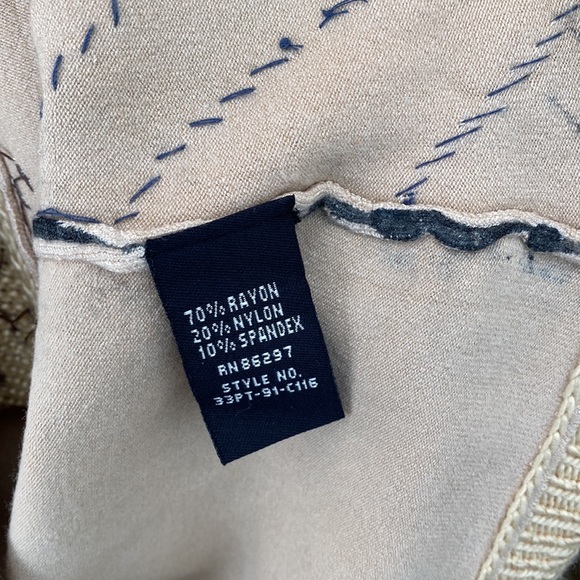 70% RAYON
20% NYLON
10% SPANDEX
RN86297
STYLE NO.
33PT-91-C116